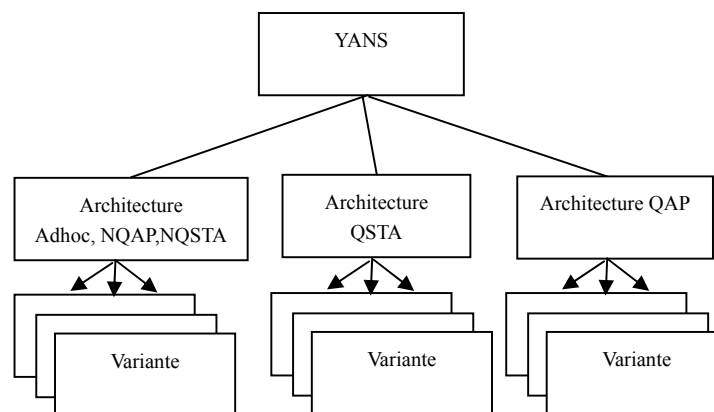 YANS
Architecture
Adhoc, NQAP,NQSTA
Architecture
QSTA
Architecture QAP
Variante
Variante
Variante